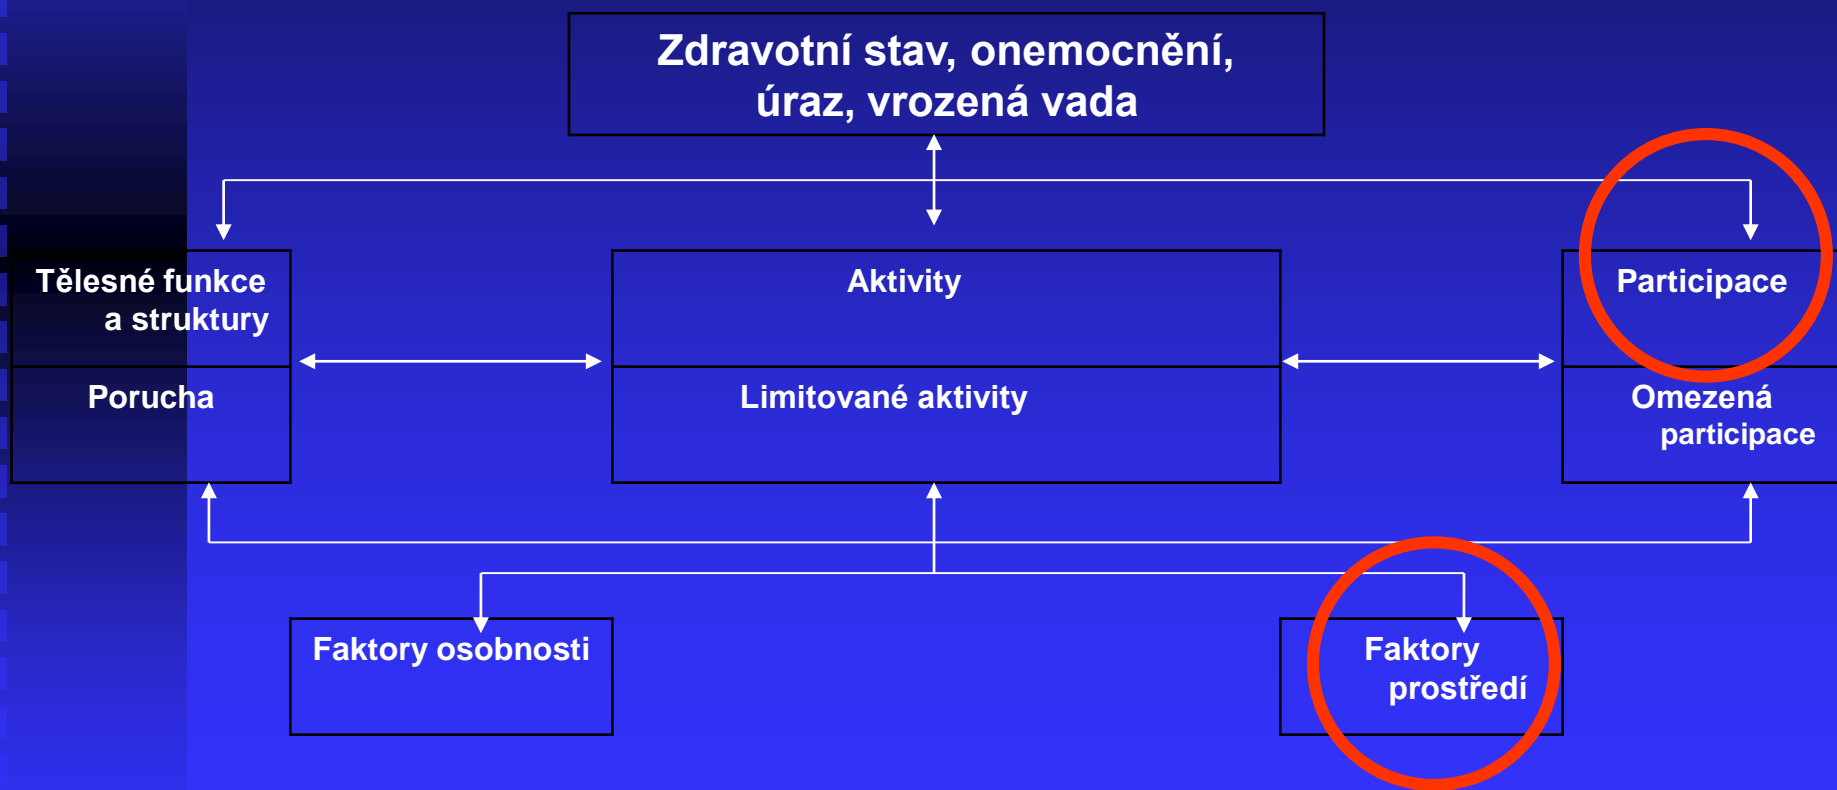 Zdravotní stav, onemocnění,
úraz, vrozená vada
Tělesné funkce
a struktury
Aktivity
Participace
Porucha
Limitované aktivity
Omezená
participace
Faktory osobnosti
Faktory
prostředí